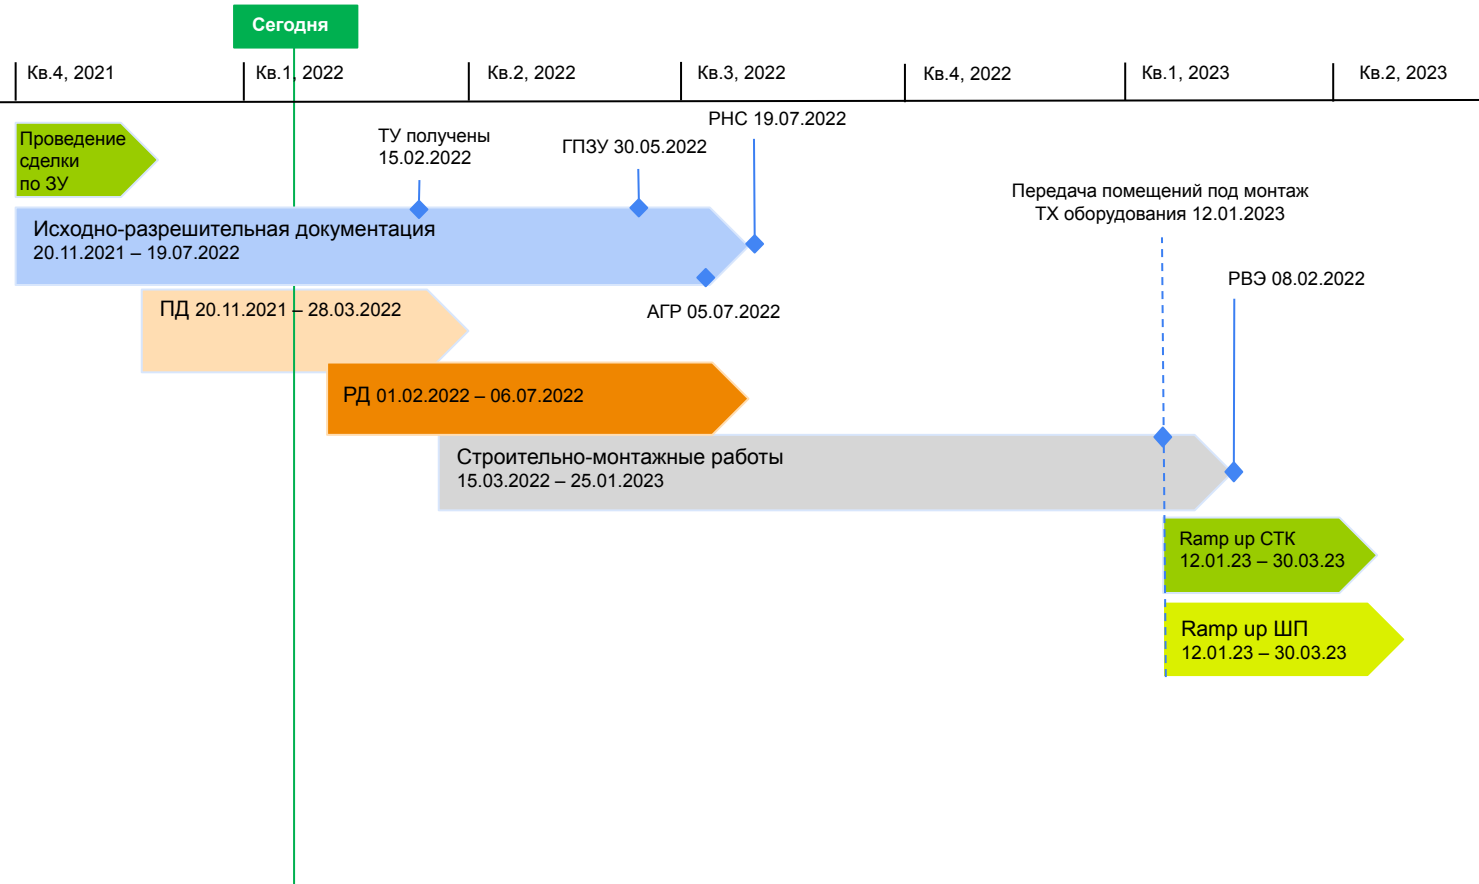 Сегодня
Кв.4, 2021
Кв.1, 2022
Кв.2, 2022
Кв.3, 2022
Кв.4, 2022
Кв.1, 2023
Кв.2, 2023
Проведение
сделки
по ЗУ
ТУ получены
15.02.2022
ГПЗУ 30.05.2022
РНС 19.07.2022
Передача помещений под монтаж
ТХ оборудования 12.01.2023
Исходно-разрешительная документация
20.11.2021 – 19.07.2022
РВЭ 08.02.2022
ПД 20.11.2021 – 28.03.2022
АГР 05.07.2022
РД 01.02.2022 – 06.07.2022
Строительно-монтажные работы
15.03.2022 – 25.01.2023
Ramp up СТК
12.01.23 – 30.03.23
Ramp up ШП
12.01.23 – 30.03.23